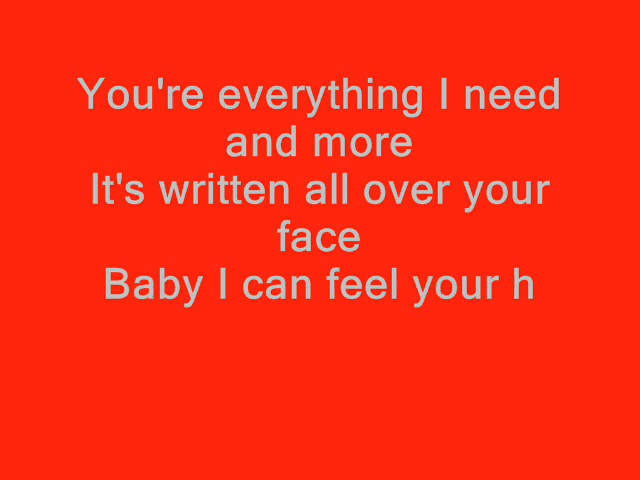 You're everything I need
and more
It's written all over your
face
Baby I can feel your h